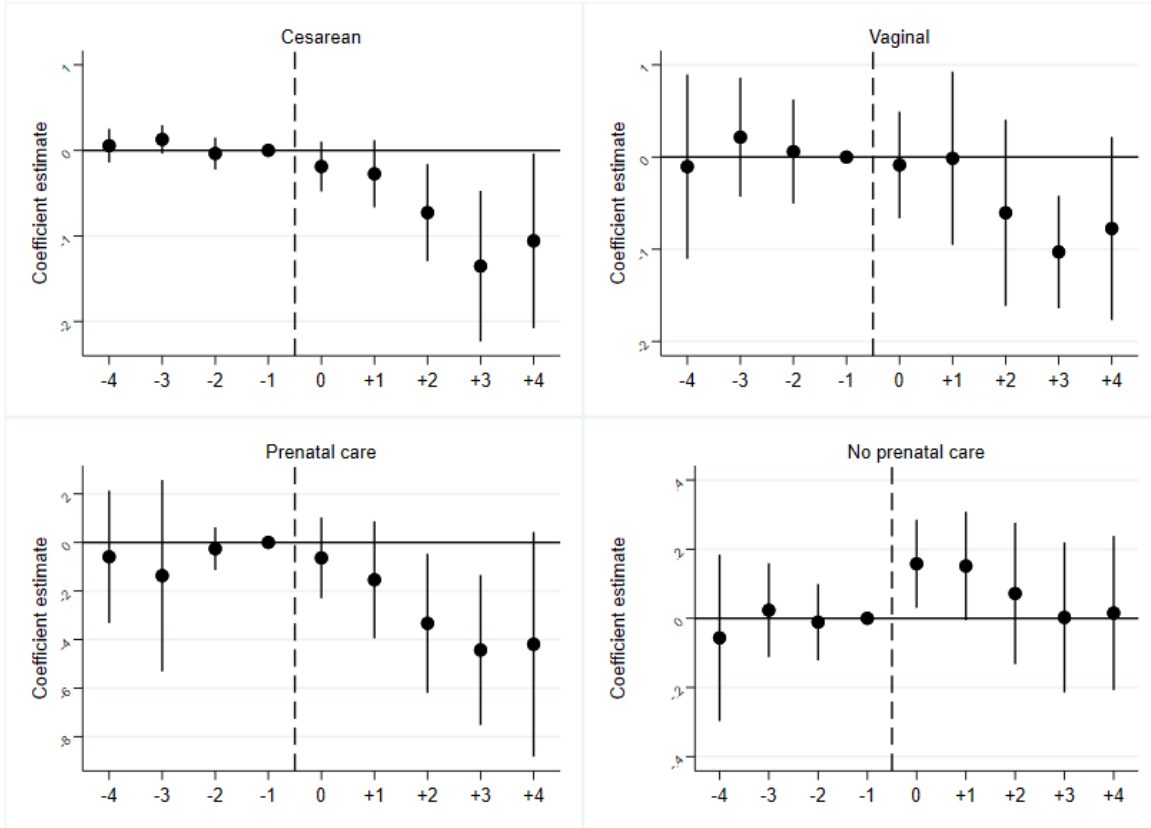 Cesarean
Coefficient estimate
1
0
-1
-2
-4 -3 -2 -1 0 +1 +2 +3 +4
Vaginal
Coefficient estimate
1
0
-1
-2
-4 -3 -2 -1 0 +1 +2 +3 +4
Prenatal care
Coefficient estimate
2
0
-2
-4
-6
-8
-4 -3 -2 -1 0 +1 +2 +3 +4
No prenatal care
Coefficient estimate
4
2
0
-2
-4
-4 -3 -2 -1 0 +1 +2 +3 +4